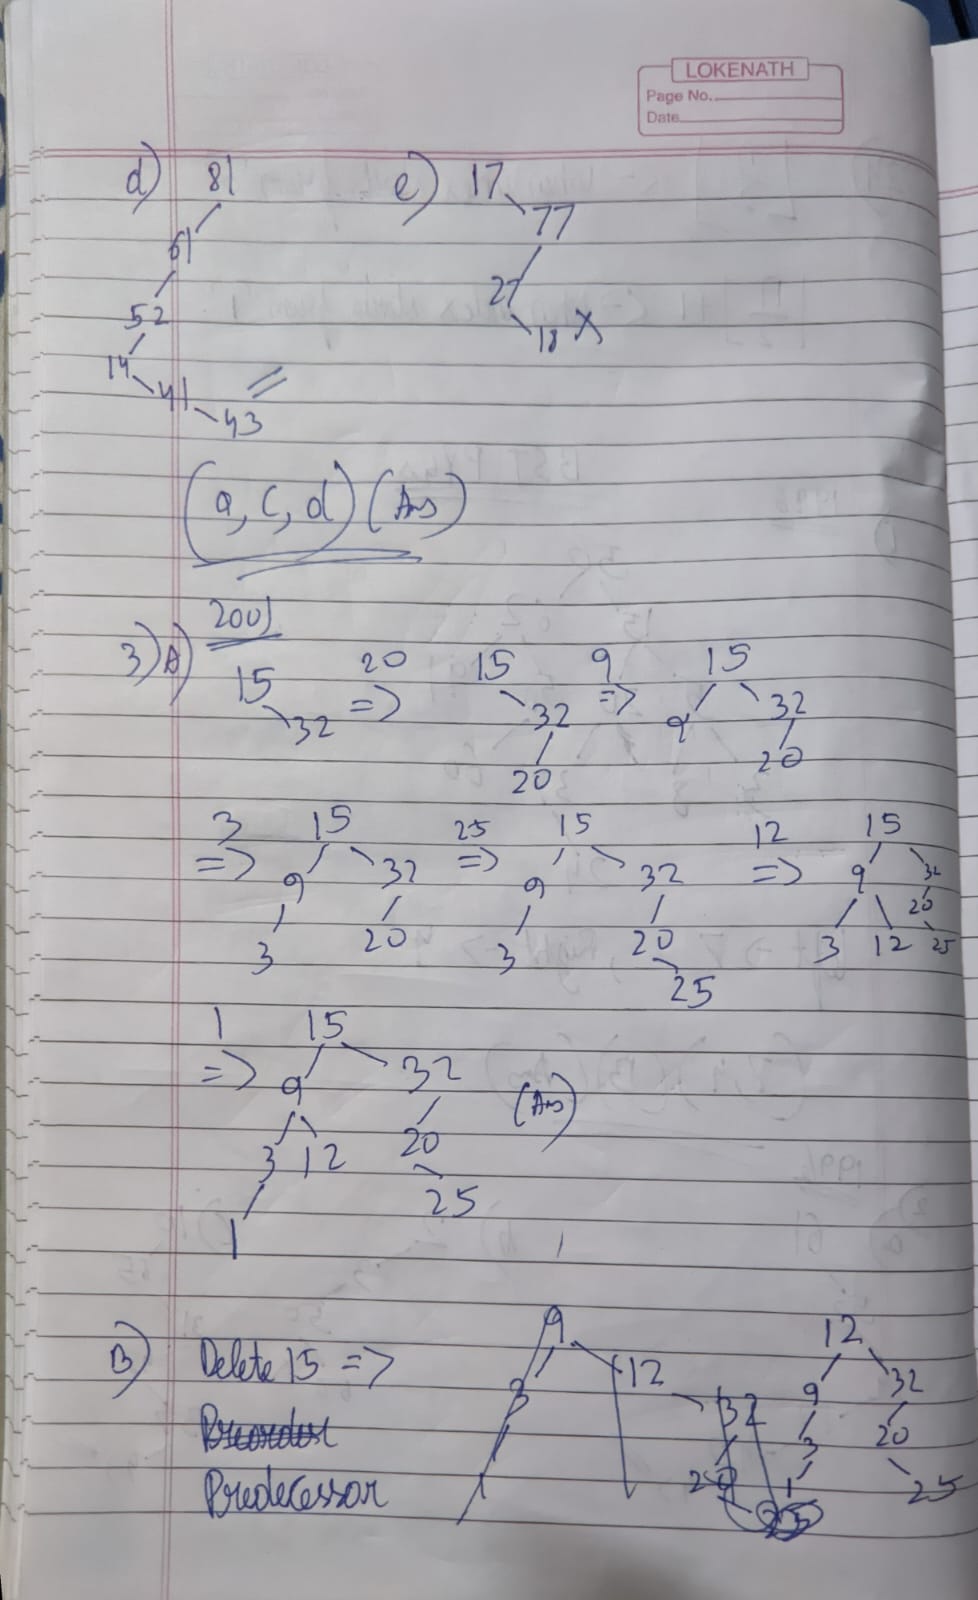 LOKENATH
Page No.
Date
d) 81 e) 17
77
61
27
52 18 X
14
41
43
(a, c, d) (Ans)
2001
3) A)
15 20 15 9 15
32 => 32 => 9 32
20 20
3 15 25 15 12 15
=> 9 32 => 9 32 => 9 32
3 20 3 20 20
25 3 12 25
1 15
=> 9 32 (Ans)
3 12 20
25
1
9 12
B) Delete 15 => 3 12 9 32
32 3 20
Predecessor 1 20 1 25
25